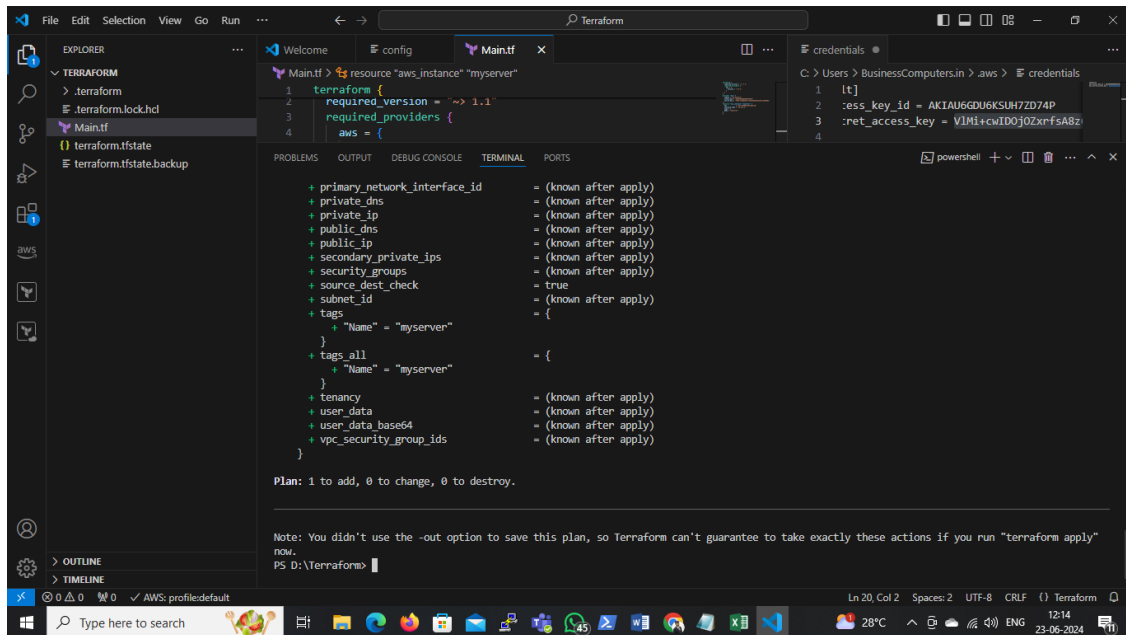 File Edit Selection View Go Run ... Terraform
EXPLORER ...
TERRAFORM
.terraform
.terraform.lock.hcl
Main.tf
{} terraform.tfstate
terraform.tfstate.backup
OUTLINE
TIMELINE
aws
Welcome config Main.tf
Main.tf > resource "aws_instance" "myserver"
1 terraform {
2 required_version = "~> 1.1"
3 required_providers {
4 aws = {
credentials
C: > Users > BusinessComputers.in > .aws > credentials
1 lt]
2 :ess_key_id = AKIAU6GDU6KSUH7ZD74P
3 :ret_access_key = VlMi+cwIDOjOZxrfsA8z
4
PROBLEMS OUTPUT DEBUG CONSOLE TERMINAL PORTS powershell
+ primary_network_interface_id = (known after apply)
+ private_dns = (known after apply)
+ private_ip = (known after apply)
+ public_dns = (known after apply)
+ public_ip = (known after apply)
+ secondary_private_ips = (known after apply)
+ security_groups = (known after apply)
+ source_dest_check = true
+ subnet_id = (known after apply)
+ tags = {
+ "Name" = "myserver"
}
+ tags_all = {
+ "Name" = "myserver"
}
+ tenancy = (known after apply)
+ user_data = (known after apply)
+ user_data_base64 = (known after apply)
+ vpc_security_group_ids = (known after apply)
}
Plan: 1 to add, 0 to change, 0 to destroy.
Note: You didn't use the -out option to save this plan, so Terraform can't guarantee to take exactly these actions if you run "terraform apply"
now.
PS D:\Terraform>
0 0 0 AWS: profile:default Ln 20, Col 2 Spaces: 2 UTF-8 CRLF {} Terraform
Type here to search 45 28°C ENG 12:14
23-06-2024 11